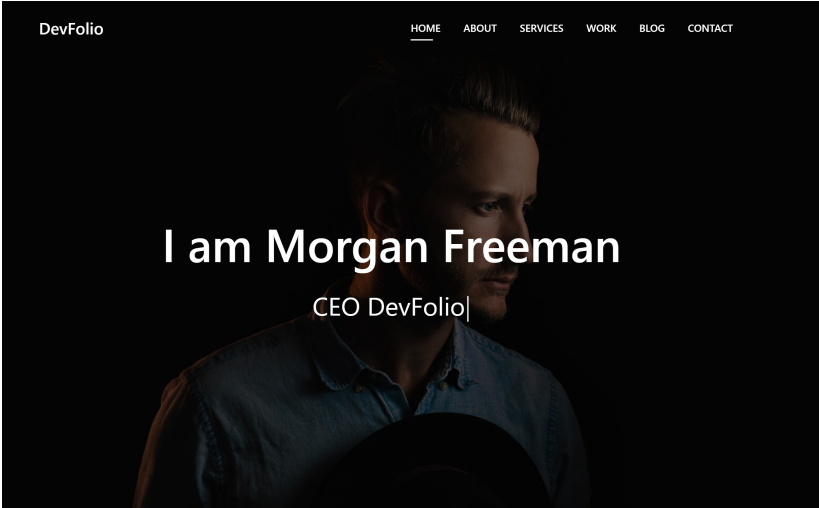 DevFolio
HOME ABOUT SERVICES WORK BLOG CONTACT
I am Morgan Freeman
CEO DevFolio|